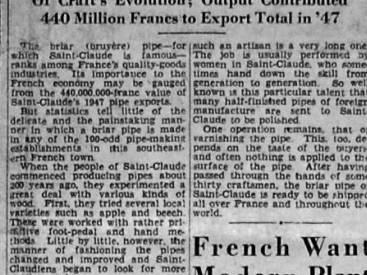 Of Craft's Evolution; Output Contributed
440 Million Francs to Export Total in '47
The briar (bruyère) pipe—for
which Saint-Claude is famous—
ranks among France's quality-goods
industries. Its importance to the
French economy may be gauged
from the 440,000,000-franc value of
Saint-Claude's 1947 pipe exports.
But statistics tell little of the
delicate and the painstaking man-
ner in which a briar pipe is made
in any of the 100-odd pipe-making
establishments in this southeast-
ern French town.
When the people of Saint-Claude
commenced producing pipes about
200 years ago, they experimented a
great deal with various kinds of
wood. First, they tried several local
varieties such as apple and beech.
These were worked with rather pri-
mitive foot-pedal and hand me-
thods. Little by little, however, the
manner of fashioning the pipes
changed and improved and Saint-
Claudiens began to look for more
such an artisan is a very long one.
The job is usually performed by
women in Saint-Claude, who some-
times hand down the skill from
generation to generation. So well
known is this particular talent that
many half-finished pipes of foreign
manufacture are sent to Saint-
Claude to be polished.
One operation remains, that of
varnishing the pipe. This, too, de-
pends on the taste of the buyers
and often nothing is applied to the
surface of the pipe. After having
passed through the hands of some
thirty craftsmen, the briar pipe of
Saint-Claude is ready to be shipped
all over France and throughout the
world.
French Want
Modern